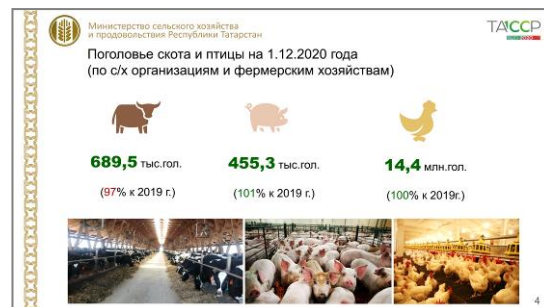 Министерство сельского хозяйства
и продовольствия Республики Татарстан
ТАССР
Поголовье скота и птицы на 1.12.2020 года
(по с/х организациям и фермерским хозяйствам)
689,5 тыс.гол.
455,3 тыс.гол.
14,4 млн.гол.
(97% к 2019 г.)
(101% к 2019 г.)
(100% к 2019г.)
4